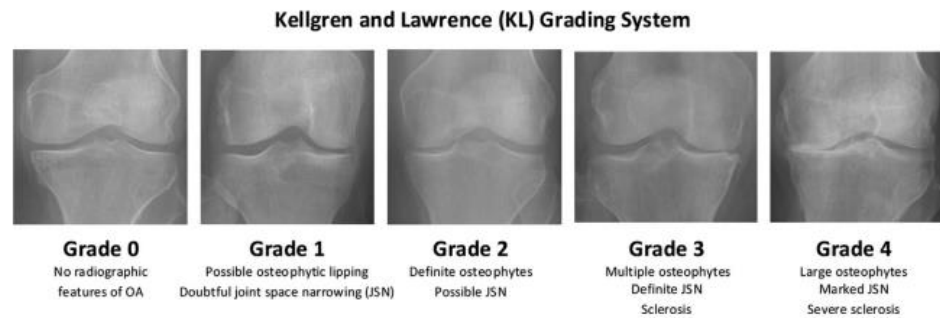 Kellgren and Lawrence (KL) Grading System
Grade 0
No radiographic
features of OA
Grade 1
Possible osteophytic lipping
Doubtful joint space narrowing (JSN)
Grade 2
Definite osteophytes
Possible JSN
Grade 3
Multiple osteophytes
Definite JSN
Sclerosis
Grade 4
Large osteophytes
Marked JSN
Severe sclerosis